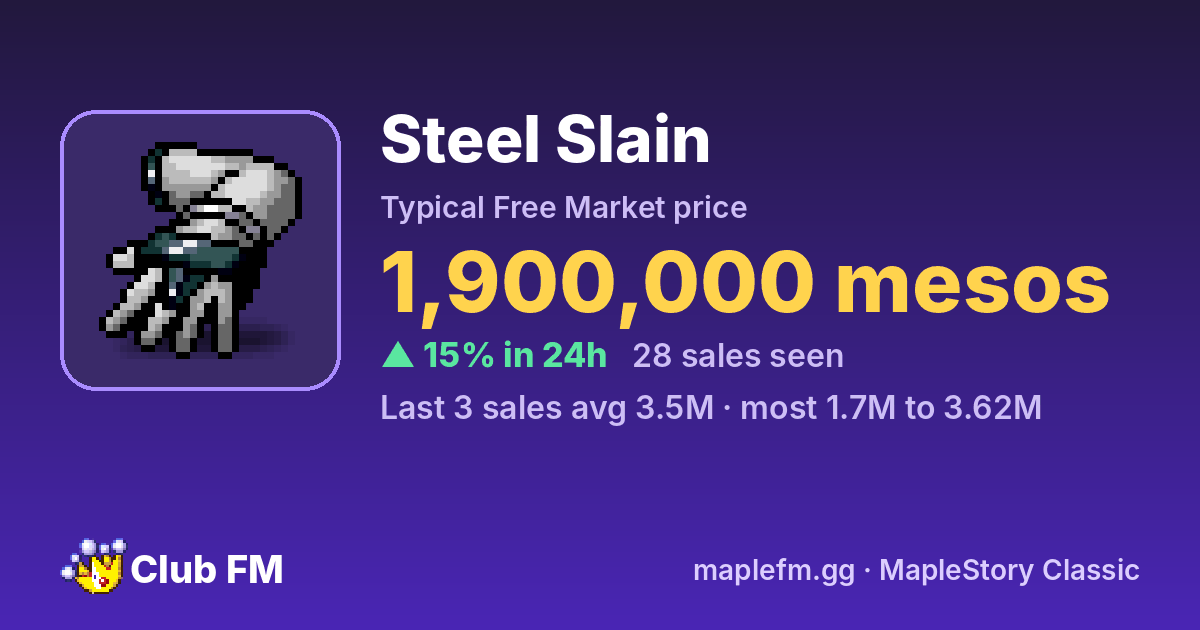 Steel Slain
Typical Free Market price
1,900,000 mesos
▲ 15% in 24h 28 sales seen
Last 3 sales avg 3.5M · most 1.7M to 3.62M
Club FM
maplefm.gg · MapleStory Classic